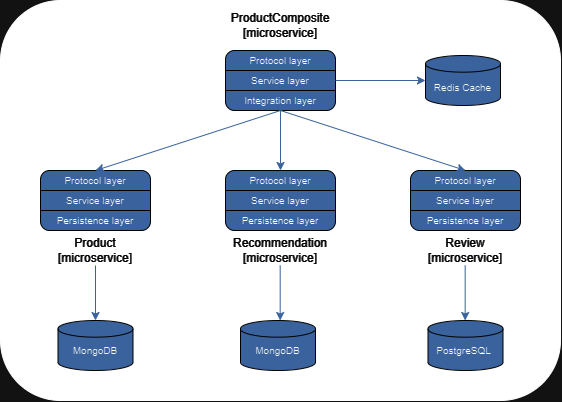 ProductComposite
[microservice]
Protocol layer
Service layer
Integration layer
Redis Cache
Protocol layer
Service layer
Persistence layer
Product
[microservice]
Protocol layer
Service layer
Persistence layer
Recommendation
[microservice]
Protocol layer
Service layer
Persistence layer
Review
[microservice]
MongoDB
MongoDB
PostgreSQL